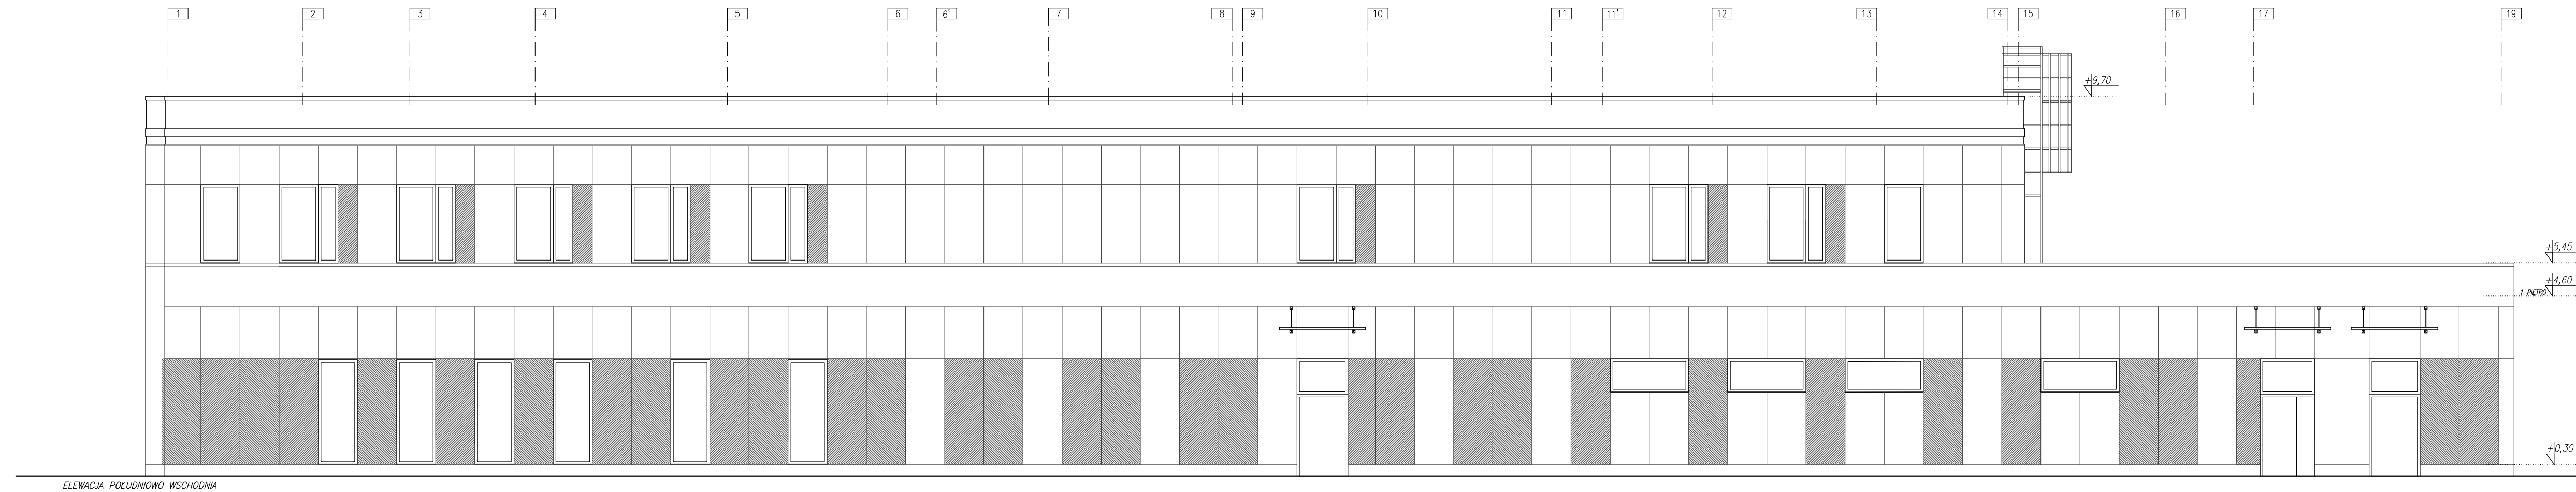 1 2 3 4 5 6 6' 7 8 9 10 11 11' 12 13 14 15 16 17 19
+9,70
+5,45
+4,60
1 PIĘTRO
+0,30
ELEWACJA POŁUDNIOWO WSCHODNIA